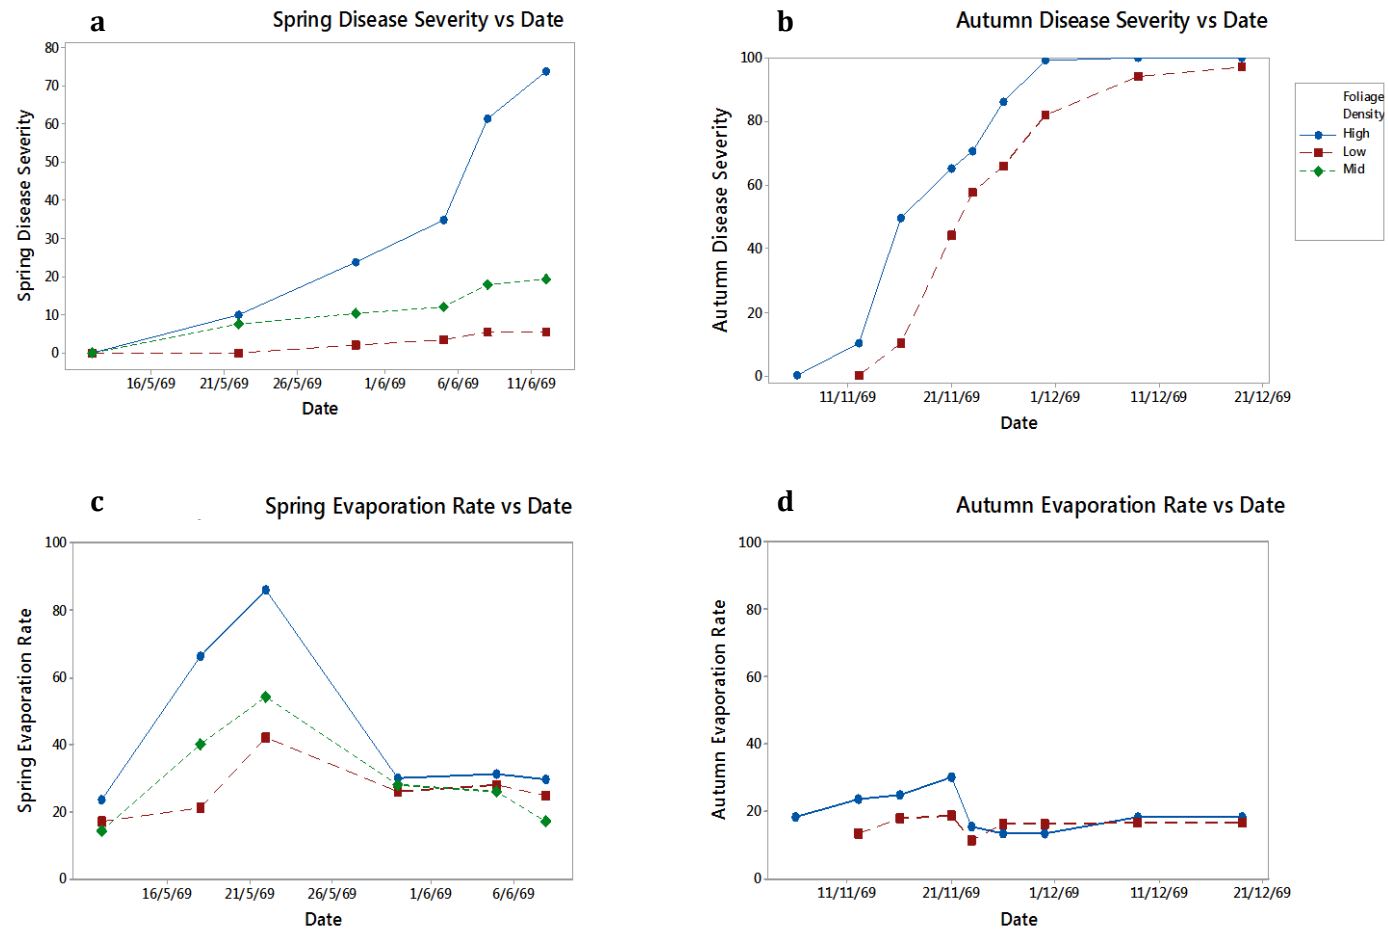 a
Spring Disease Severity vs Date
80
70
60
50
40
30
20
10
0
Spring Disease Severity
16/5/69 21/5/69 26/5/69 1/6/69 6/6/69 11/6/69
Date
b
Autumn Disease Severity vs Date
100
80
60
40
20
0
Autumn Disease Severity
11/11/69 21/11/69 1/12/69 11/12/69 21/12/69
Date
Foliage
Density
High
Low
Mid
c
Spring Evaporation Rate vs Date
100
80
60
40
20
0
Spring Evaporation Rate
16/5/69 21/5/69 26/5/69 1/6/69 6/6/69
Date
d
Autumn Evaporation Rate vs Date
100
80
60
40
20
0
Autumn Evaporation Rate
11/11/69 21/11/69 1/12/69 11/12/69 21/12/69
Date